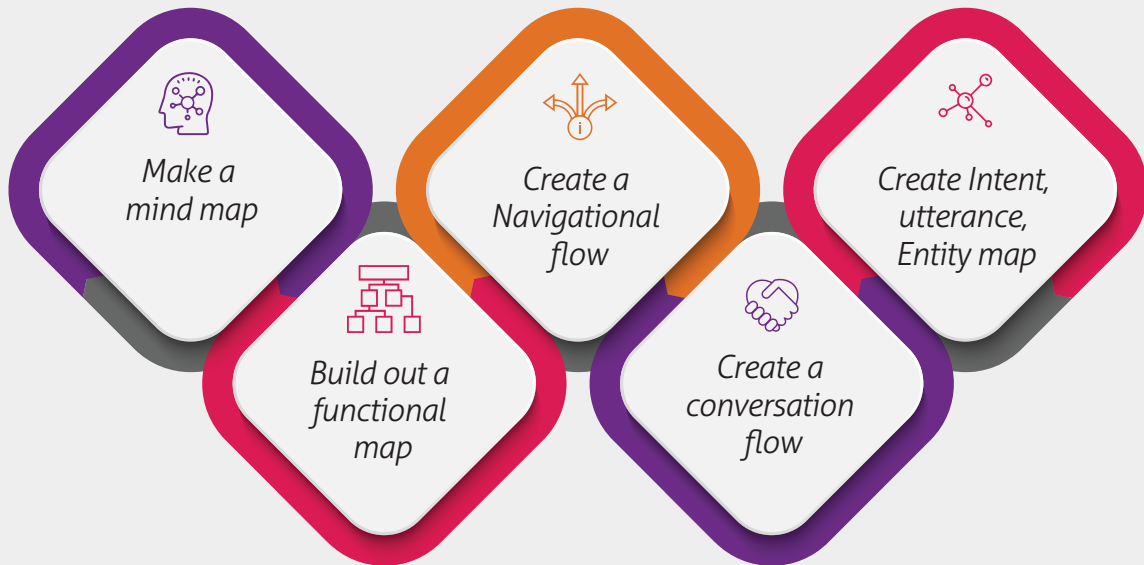 Make a
mind map
Build out a
functional
map
Create a
Navigational
flow
i
Create a
conversation
flow
Create Intent,
utterance,
Entity map